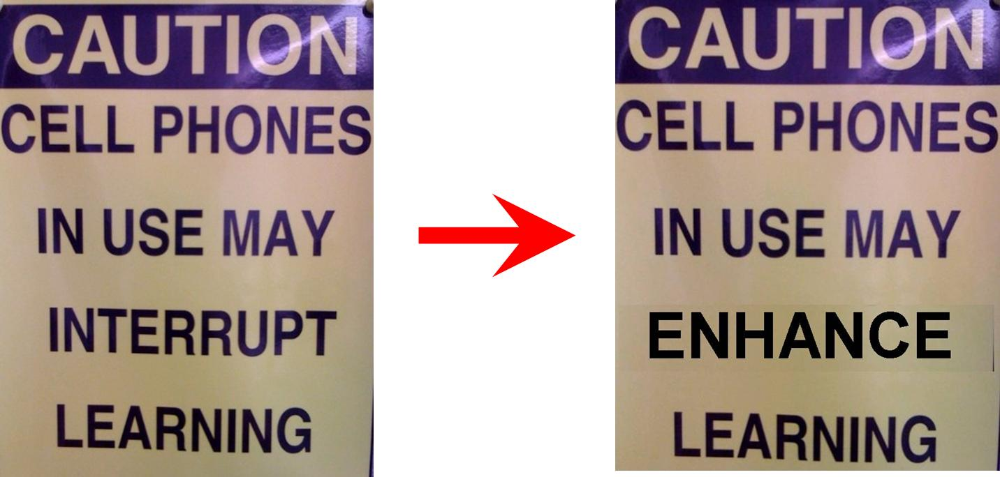 CAUTION
CELL PHONES
IN USE MAY
INTERRUPT
LEARNING
CAUTION
CELL PHONES
IN USE MAY
ENHANCE
LEARNING